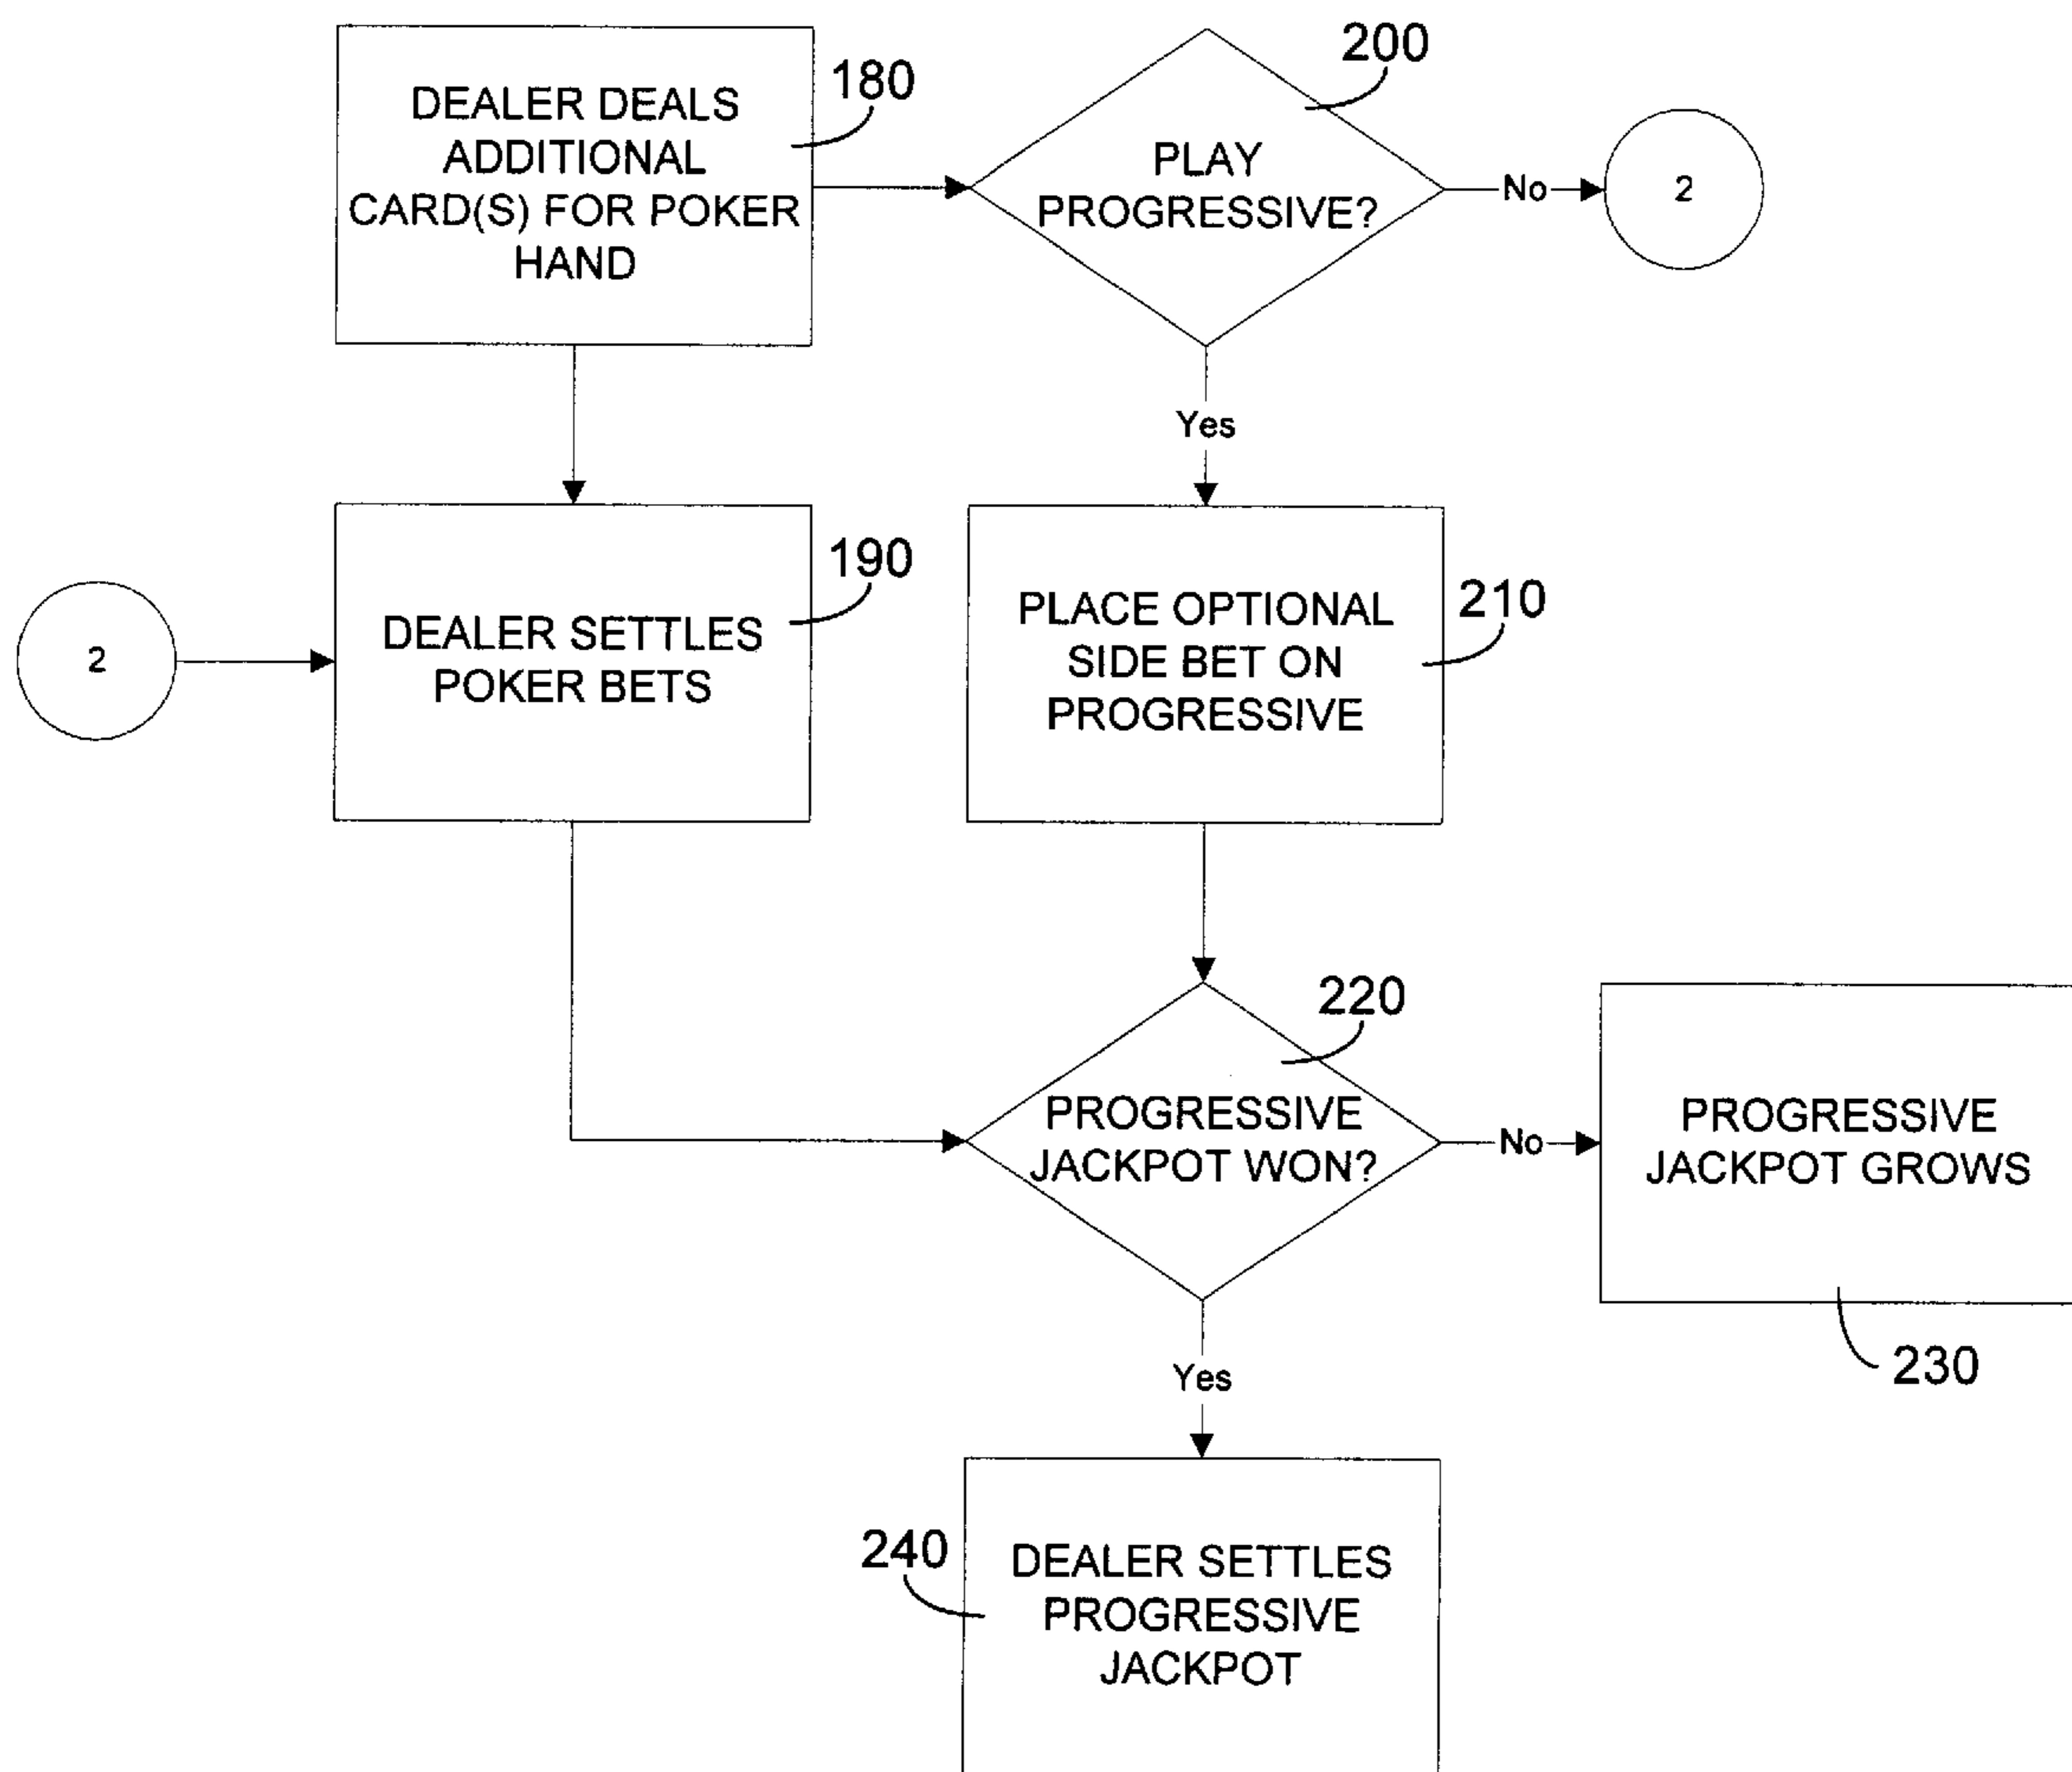 DEALER DEALS
ADDITIONAL
CARD(S) FOR POKER
HAND
180
PLAY
PROGRESSIVE?
200
No
2
Yes
2
DEALER SETTLES
POKER BETS
190
PLACE OPTIONAL
SIDE BET ON
PROGRESSIVE
210
PROGRESSIVE
JACKPOT WON?
220
No
PROGRESSIVE
JACKPOT GROWS
230
Yes
240
DEALER SETTLES
PROGRESSIVE
JACKPOT